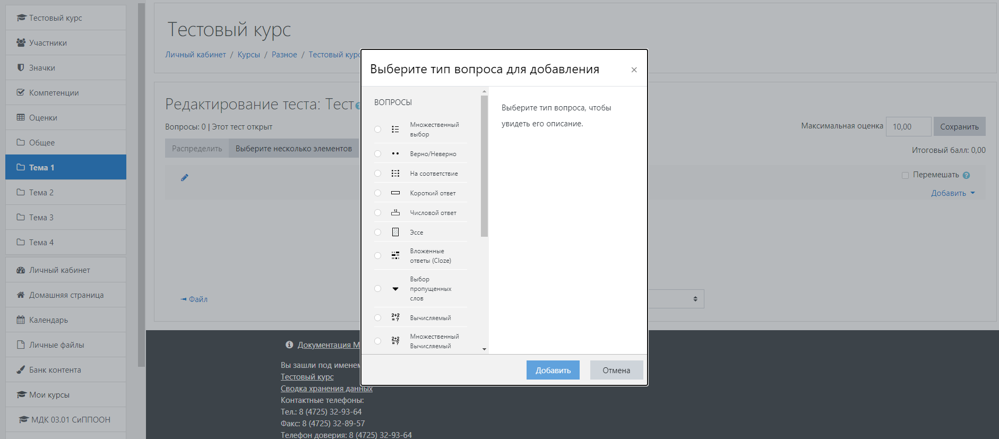 Тестовый курс
Участники
Значки
Компетенции
Оценки
Общее
Тема 1
Тема 2
Тема 3
Тема 4
Личный кабинет
Домашняя страница
Календарь
Личные файлы
Банк контента
Мои курсы
МДК 03.01 СиППООН
Тестовый курс
Личный кабинет / Курсы / Разное / Тестовый курс
Редактирование теста: Тест
Вопросы: 0 | Этот тест открыт
Максимальная оценка 10,00 Сохранить
Распределить Выберите несколько элементов
Итоговый балл: 0,00
Перемешать
Добавить
Файл
Выберите тип вопроса для добавления
ВОПРОСЫ
Множественный
выбор
Верно/Неверно
На соответствие
Короткий ответ
12
Числовой ответ
Эссе
Вложенные
ответы (Cloze)
Выбор
пропущенных
слов
2+2
= ?
Вычисляемый
2+2
= ?
Множественный
Вычисляемый
Выберите тип вопроса, чтобы
увидеть его описание.
Добавить Отмена
Документация M
Вы зашли под именем
Тестовый курс
Сводка хранения данных
Контактные телефоны:
Тел.: 8 (4725) 32-93-64
Факс: 8 (4725) 32-89-57
Телефон доверия: 8 (4725) 32-93-64